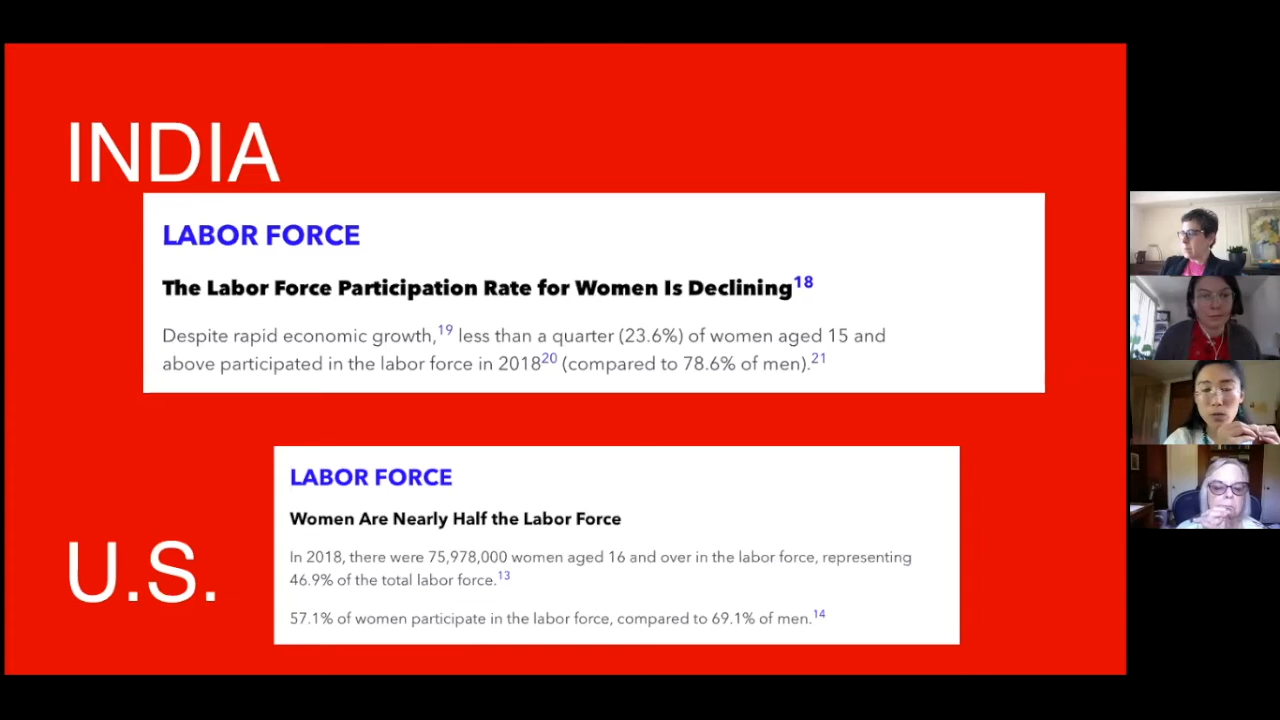 INDIA
LABOR FORCE
The Labor Force Participation Rate for Women Is Declining18
Despite rapid economic growth,19 less than a quarter (23.6%) of women aged 15 and
above participated in the labor force in 201820 (compared to 78.6% of men).21
LABOR FORCE
Women Are Nearly Half the Labor Force
In 2018, there were 75,978,000 women aged 16 and over in the labor force, representing
46.9% of the total labor force.13
U.S.
57.1% of women participate in the labor force, compared to 69.1% of men.14